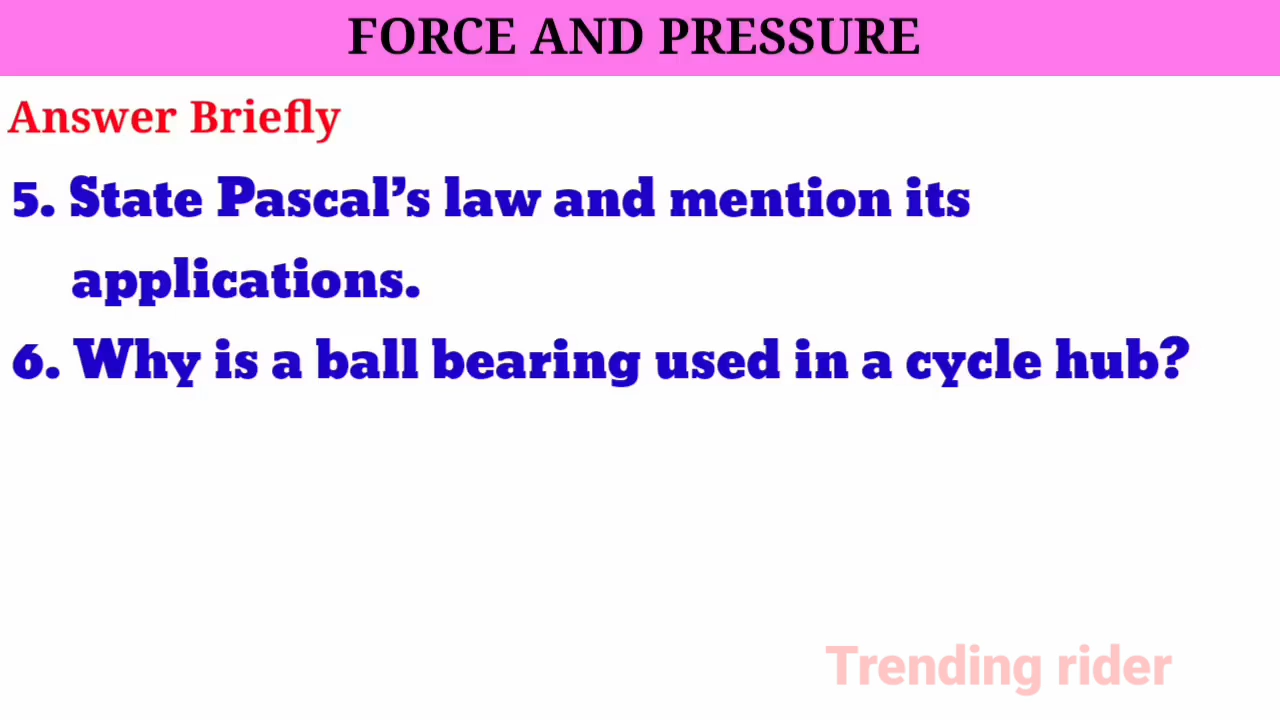 FORCE AND PRESSURE
Answer Briefly
5. State Pascal’s law and mention its
applications.
6. Why is a ball bearing used in a cycle hub?
Trending rider